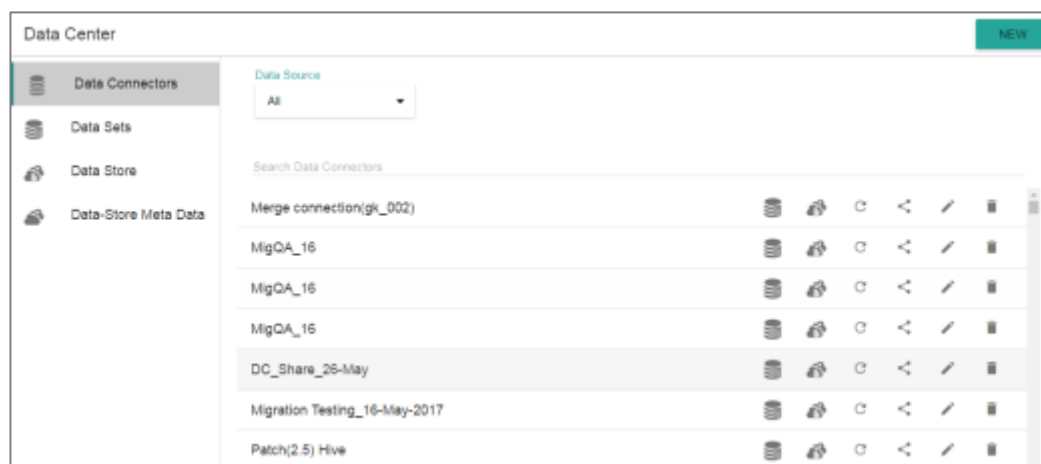 Data Center
NEW
Data Connectors
Data Sets
Data Store
Data-Store Meta Data
Data Source
All
Search Data Connectors
Merge connection(gk_002)
MigQA_16
MigQA_16
MigQA_16
DC_Share_26-May
Migration Testing_16-May-2017
Patch(2.5) Hive